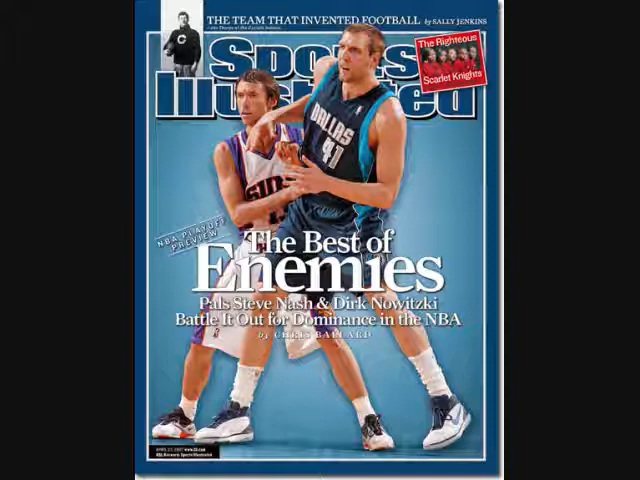 THE TEAM THAT INVENTED FOOTBALL by SALLY JENKINS
Sports
Illustrated
The Righteous
Scarlet Knights
DALLAS
41
SUNS
NBA PLAYOFF
PREVIEW
The Best of
Enemies
Pals Steve Nash & Dirk Nowitzki
Battle It Out for Dominance in the NBA
by CHRIS BALLARD